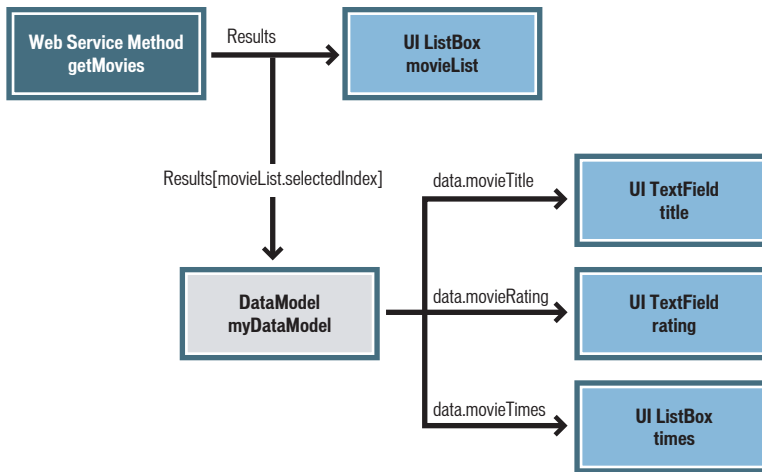 Web Service Method
getMovies
Results
UI ListBox
movieList
Results[movieList.selectedIndex]
data.movieTitle
UI TextField
title
DataModel
myDataModel
data.movieRating
UI TextField
rating
data.movieTimes
UI ListBox
times